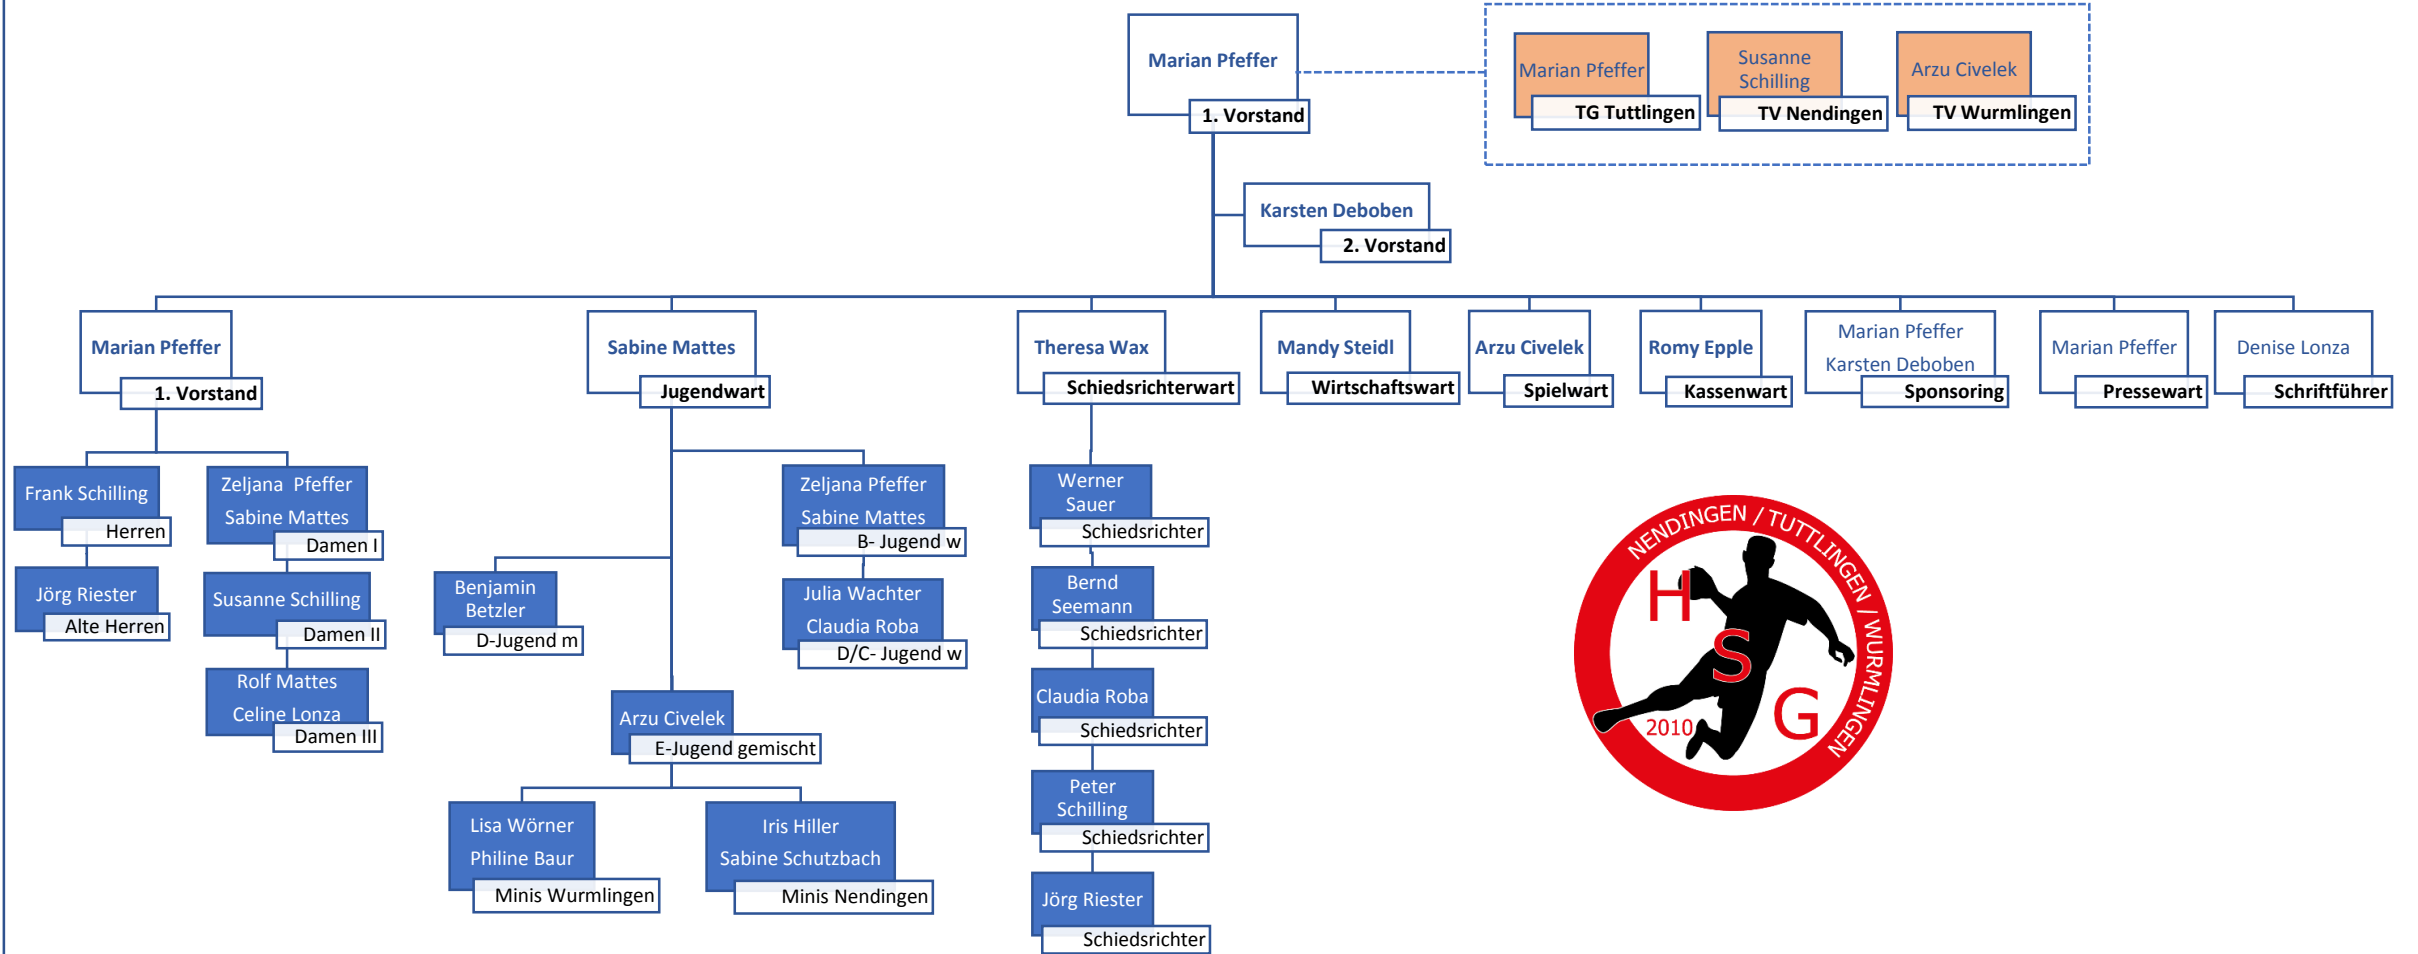 Marian Pfeffer
1. Vorstand
Marian Pfeffer
TG Tuttlingen
Susanne
Schilling
TV Nendingen
Arzu Civelek
TV Wurmlingen
Karsten Deboben
2. Vorstand
Marian Pfeffer
1. Vorstand
Sabine Mattes
Jugendwart
Theresa Wax
Schiedsrichterwart
Mandy Steidl
Wirtschaftswart
Arzu Civelek
Spielwart
Romy Epple
Kassenwart
Marian Pfeffer
Karsten Deboben
Sponsoring
Marian Pfeffer
Pressewart
Denise Lonza
Schriftführer
Frank Schilling
Herren
Jörg Riester
Alte Herren
Zeljana  Pfeffer
Sabine Mattes
Damen I
Susanne Schilling
Damen II
Rolf Mattes
Celine Lonza
Damen III
Benjamin
Betzler
D-Jugend m
Zeljana Pfeffer
Sabine Mattes
B- Jugend w
Julia Wachter
Claudia Roba
D/C- Jugend w
Arzu Civelek
E-Jugend gemischt
Lisa Wörner
Philine Baur
Minis Wurmlingen
Iris Hiller
Sabine Schutzbach
Minis Nendingen
Werner
Sauer
Schiedsrichter
Bernd
Seemann
Schiedsrichter
Claudia Roba
Schiedsrichter
Peter
Schilling
Schiedsrichter
Jörg Riester
Schiedsrichter
NENDINGEN / TUTTLINGEN / WURMLINGEN
H
S
G
2010